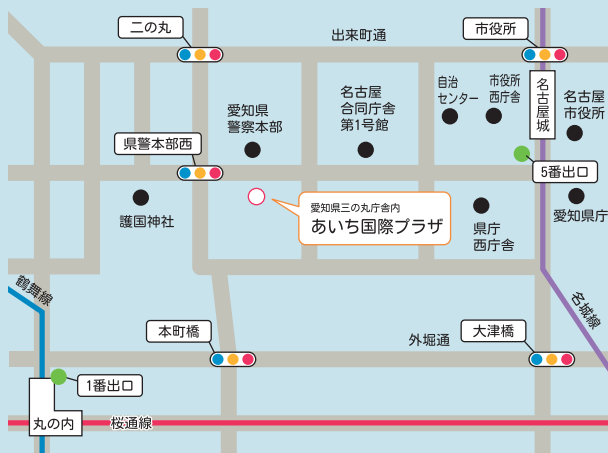 二の丸
出来町通
市役所
自治
センター
市役所
西庁舎
名古屋城
名古屋
市役所
愛知県
警察本部
名古屋
合同庁舎
第1号館
県警本部西
5番出口
護国神社
愛知県三の丸庁舎内
あいち国際プラザ
県庁
西庁舎
愛知県庁
鶴舞線
名城線
本町橋
外堀通
大津橋
1番出口
丸の内
桜通線